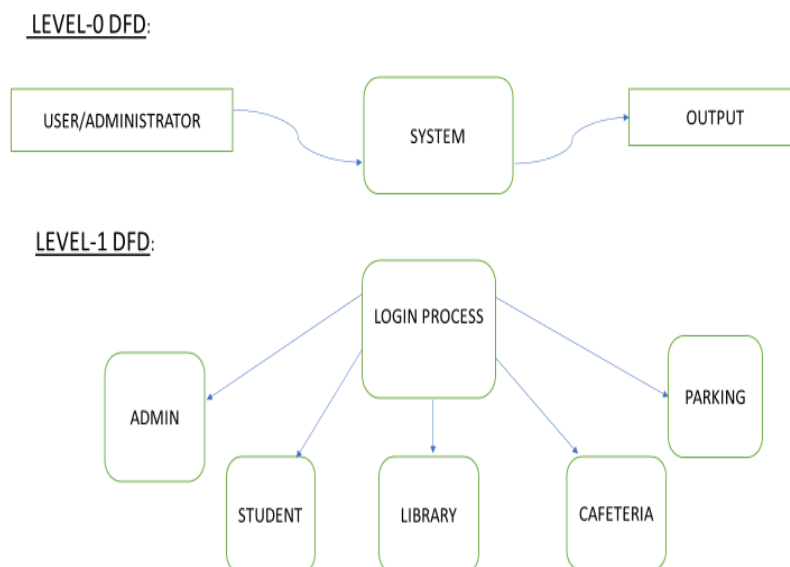 LEVEL-0 DFD:
USER/ADMINISTRATOR
SYSTEM
OUTPUT
LEVEL-1 DFD:
LOGIN PROCESS
ADMIN
PARKING
STUDENT
LIBRARY
CAFETERIA